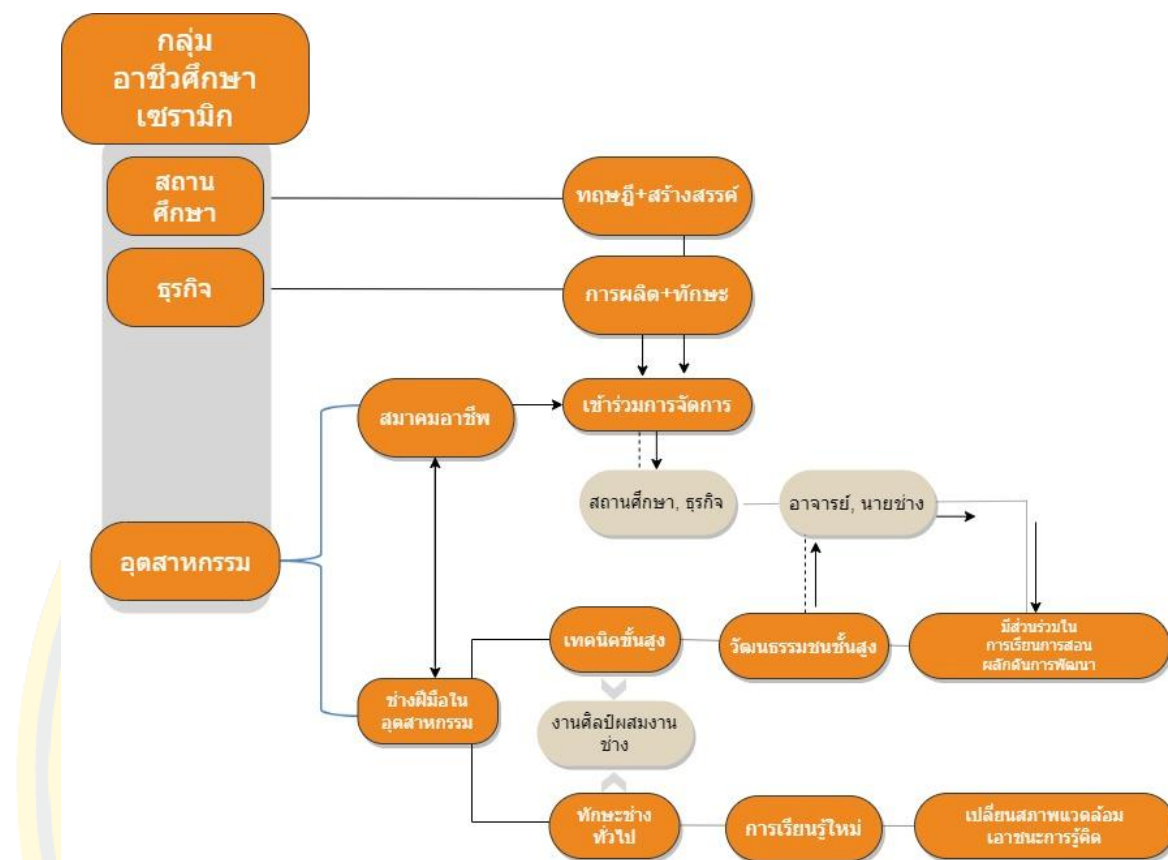 กลุ่ม
อาชีวศึกษา
เซรามิก
สถาน
ศึกษา
ทฤษฎี+สร้างสรรค์
ธุรกิจ
การผลิต+ทักษะ
สมาคมอาชีพ
เข้าร่วมการจัดการ
สถานศึกษา, ธุรกิจ
อาจารย์, นายช่าง
อุตสาหกรรม
เทคนิคขั้นสูง
วัฒนธรรมชนชั้นสูง
มีส่วนร่วมใน
การเรียนการสอน
ผลักดันการพัฒนา
ช่างฝีมือใน
อุตสาหกรรม
งานศิลป์ผสมงาน
ช่าง
ทักษะช่าง
ทั่วไป
การเรียนรู้ใหม่
เปลี่ยนสภาพแวดล้อม
เอาชนะการรู้คิด